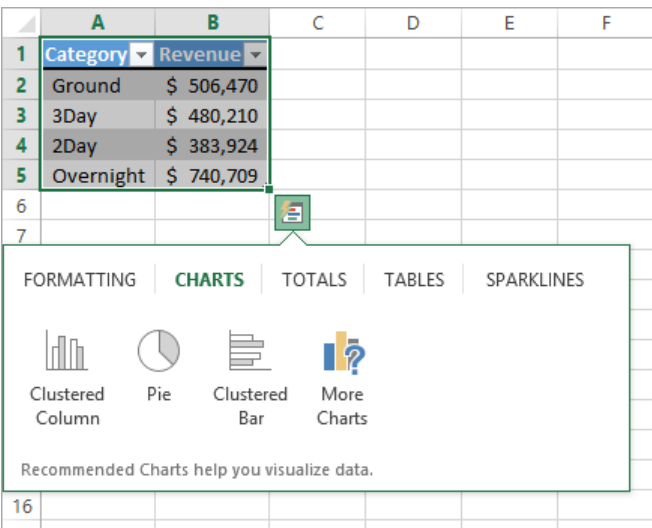 A B C D E F
1 Category Revenue
2 Ground $ 506,470
3 3Day $ 480,210
4 2Day $ 383,924
5 Overnight $ 740,709
6
7
FORMATTING CHARTS TOTALS TABLES SPARKLINES
Clustered Column
Pie
Clustered Bar
More Charts
Recommended Charts help you visualize data.
16